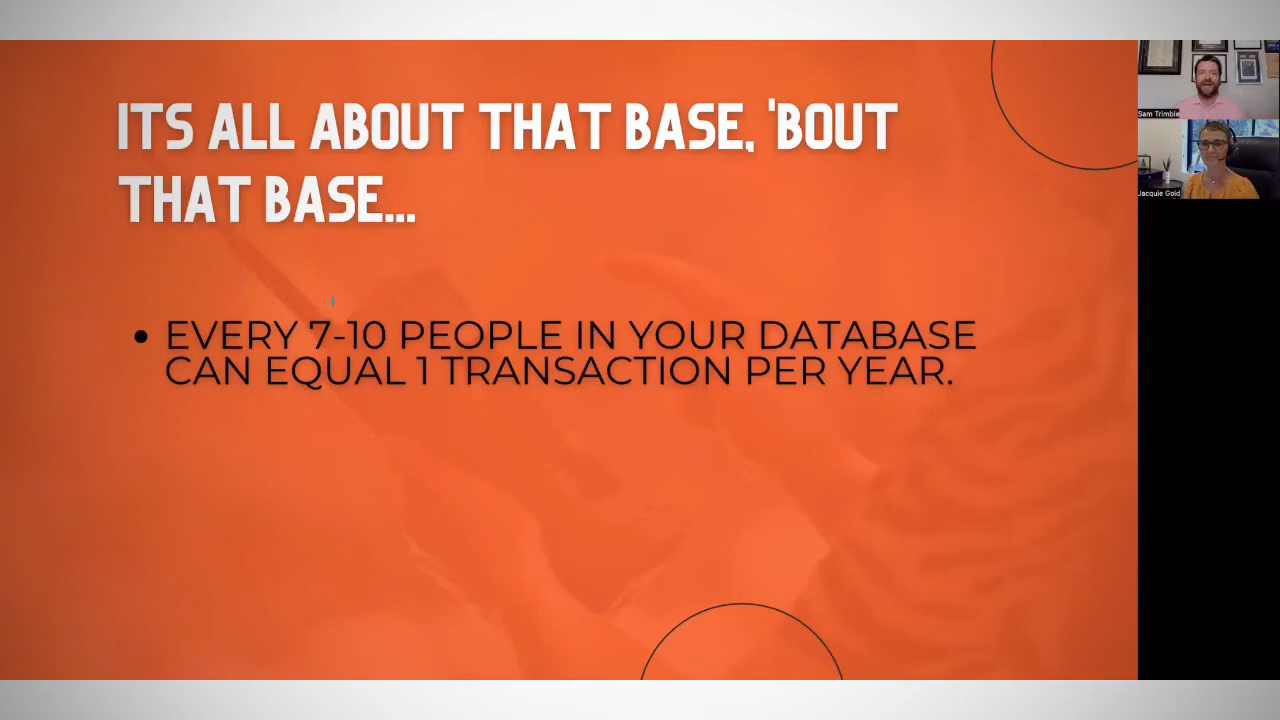 ITS ALL ABOUT THAT BASE, 'BOUT
THAT BASE...
• EVERY 7-10 PEOPLE IN YOUR DATABASE
CAN EQUAL 1 TRANSACTION PER YEAR.
Sam Trimble
Jacquie Gold